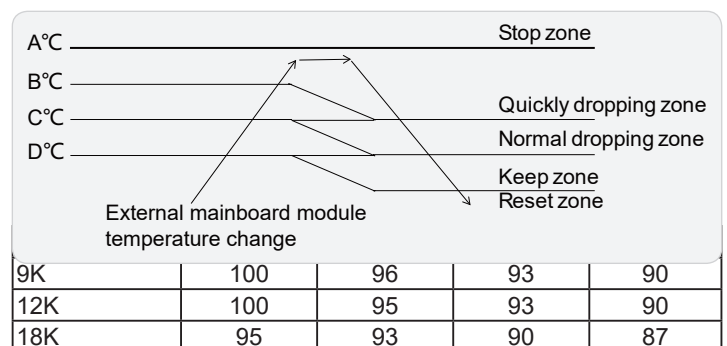 A℃ Stop zone
B℃
C℃ Quickly dropping zone
D℃ Normal dropping zone
Keep zone
Reset zone
External mainboard module
temperature change
9K 100 96 93 90
12K 100 95 93 90
18K 95 93 90 87